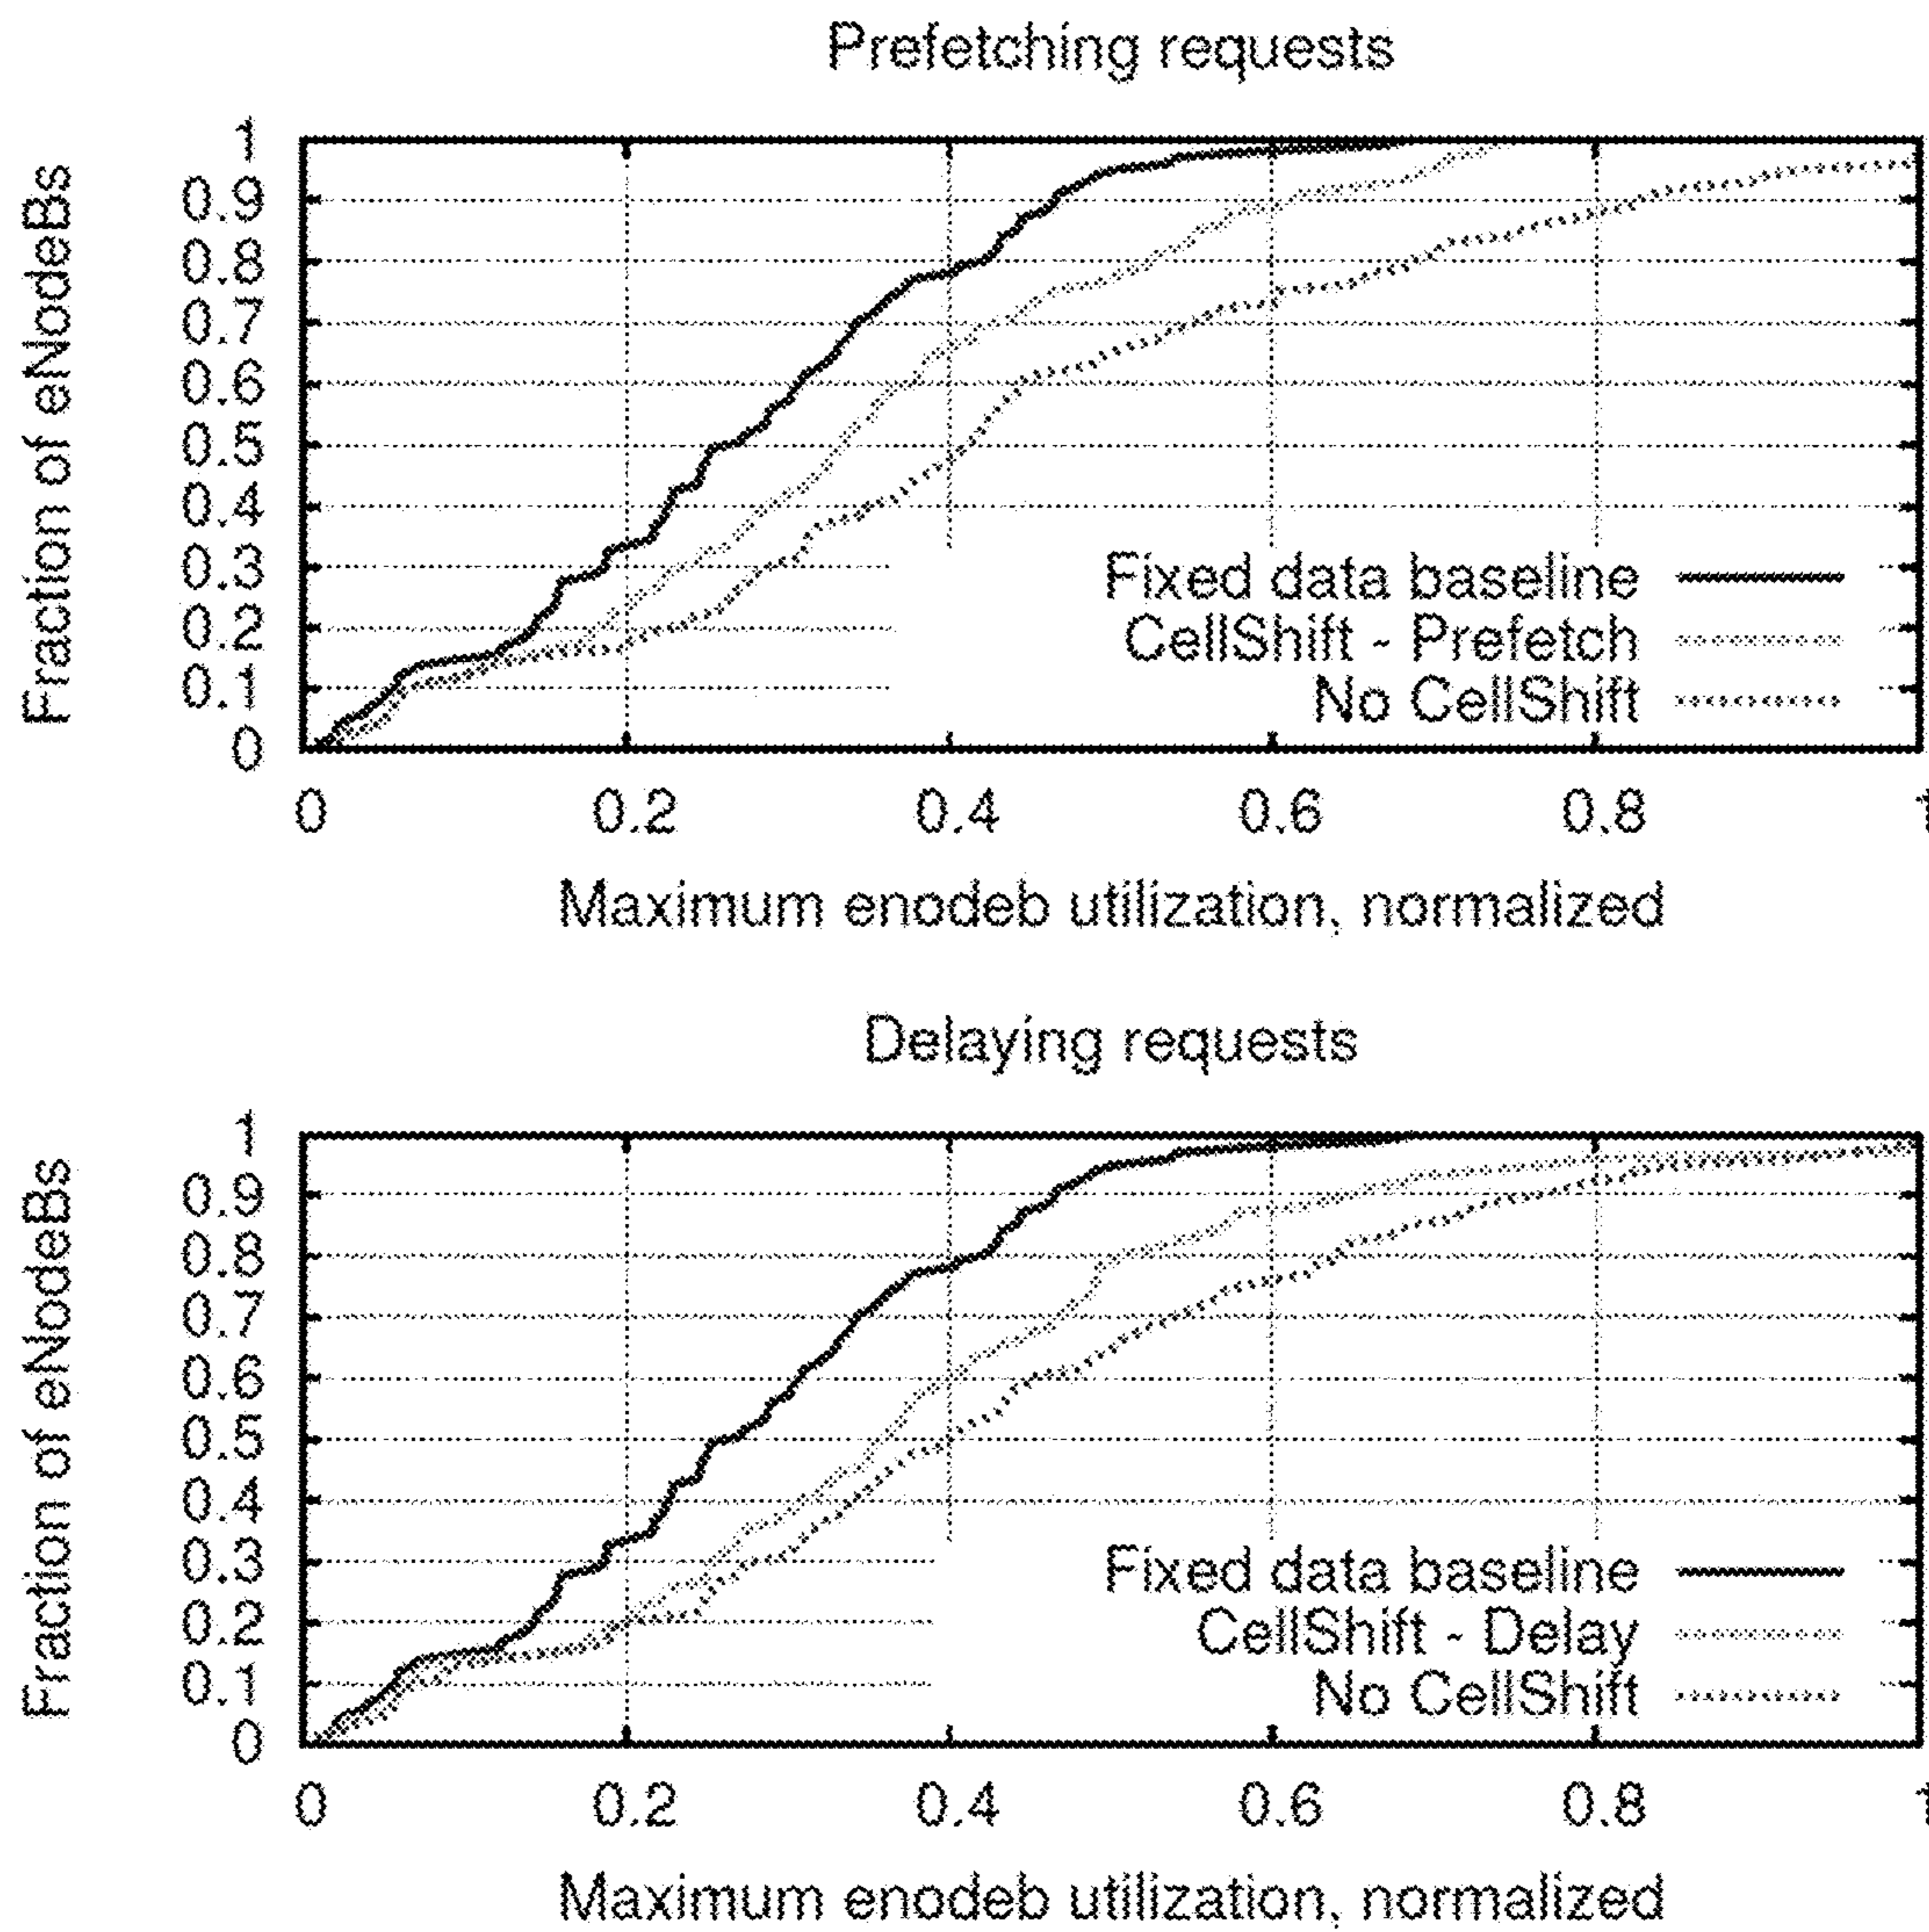 Prefetching requests
Fraction of eNodeBs
1
0.9
0.8
0.7
0.6
0.5
0.4
0.3
0.2
0.1
0
Fixed data baseline
CellShift - Prefetch
No CellShift
0 0.2 0.4 0.6 0.8 1
Maximum enodeb utilization, normalized
Delaying requests
Fraction of eNodeBs
1
0.9
0.8
0.7
0.6
0.5
0.4
0.3
0.2
0.1
0
Fixed data baseline
CellShift - Delay
No CellShift
0 0.2 0.4 0.6 0.8 1
Maximum enodeb utilization, normalized